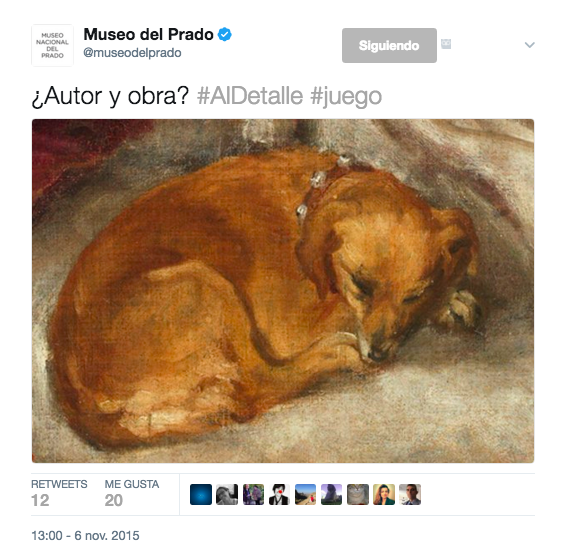 MUSEO
NACIONAL
DEL
PRADO
Museo del Prado
@museodelprado
Siguiendo
¿Autor y obra? #AlDetalle #juego
RETWEETS
12
ME GUSTA
20
13:00 - 6 nov. 2015